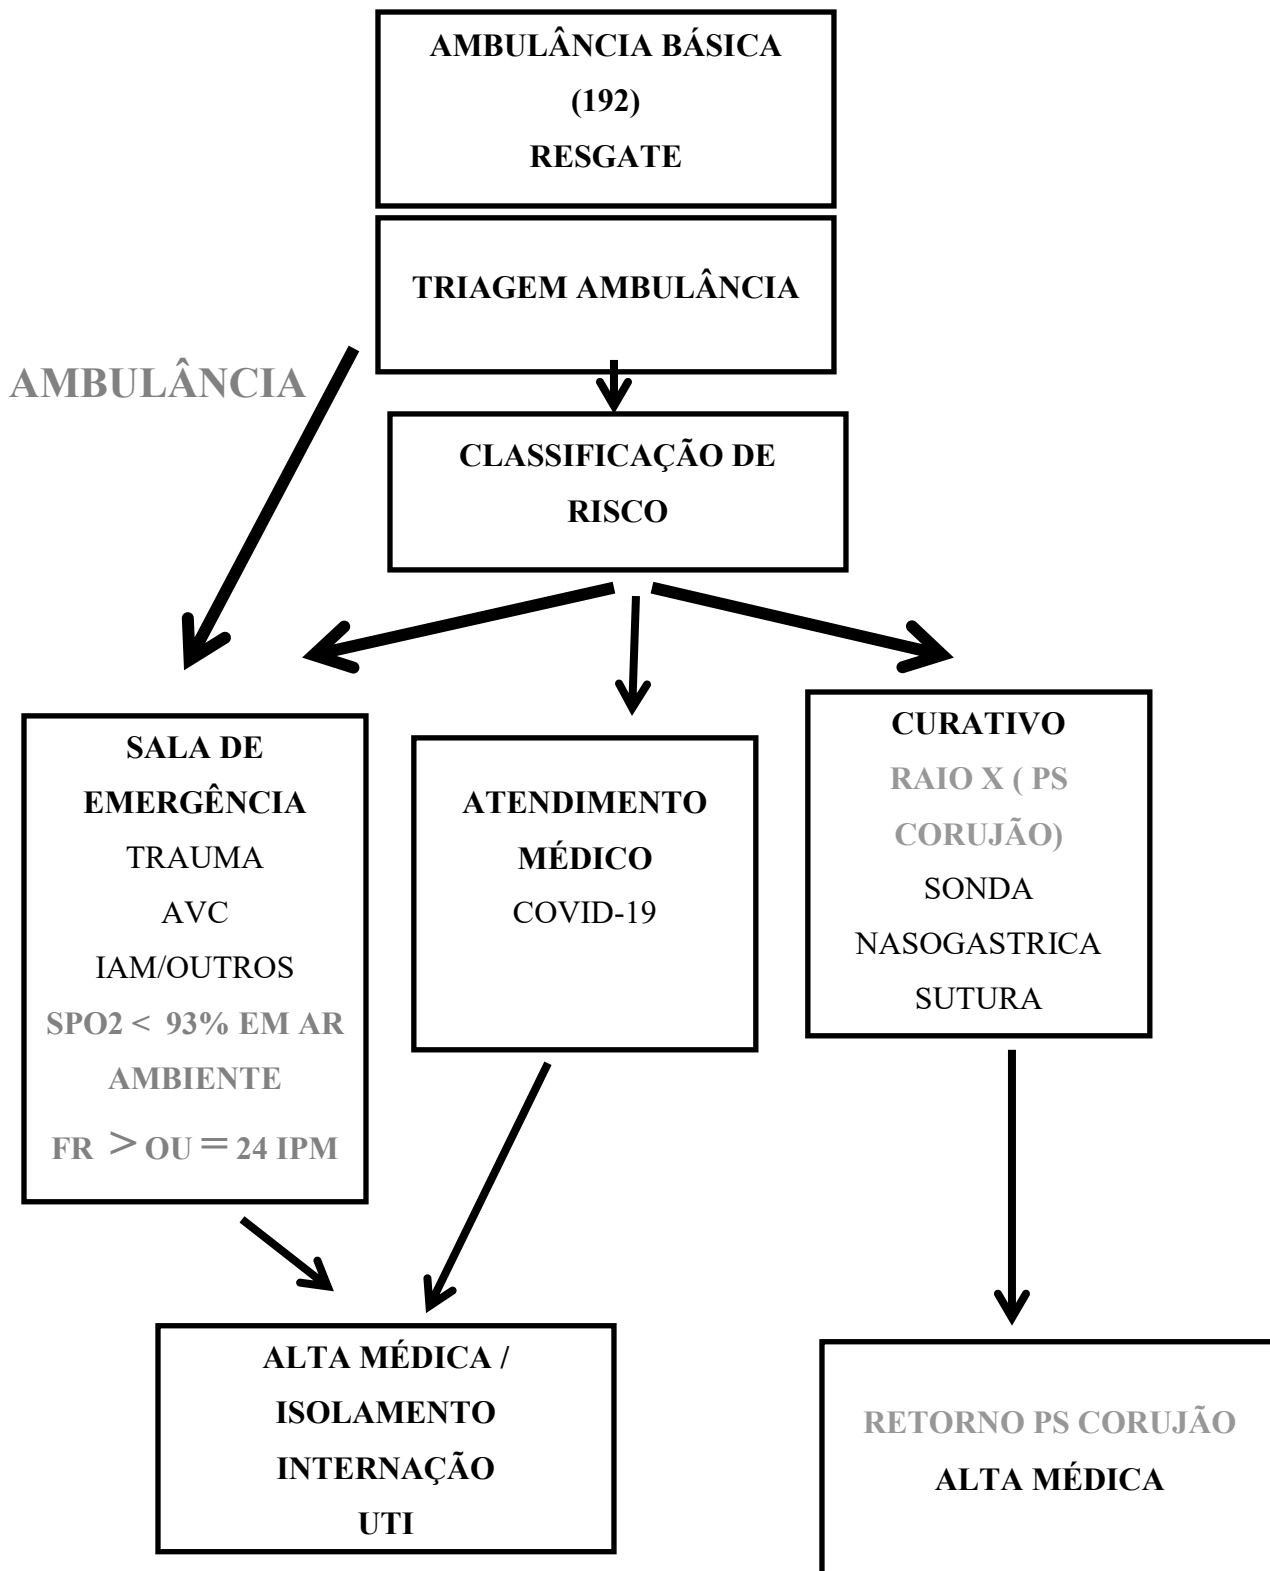 AMBULÂNCIA BÁSICA
(192)
RESGATE
TRIAGEM AMBULÂNCIA
AMBULÂNCIA
CLASSIFICAÇÃO DE
RISCO
SALA DE
EMERGÊNCIA
TRAUMA
AVC
IAM/OUTROS
SPO2 < 93% EM AR
AMBIENTE
FR > OU = 24 IPM
ATENDIMENTO
MÉDICO
COVID-19
CURATIVO
RAIO X ( PS
CORUJÃO)
SONDA
NASOGASTRICA
SUTURA
ALTA MÉDICA /
ISOLAMENTO
INTERNAÇÃO
UTI
RETORNO PS CORUJÃO
ALTA MÉDICA